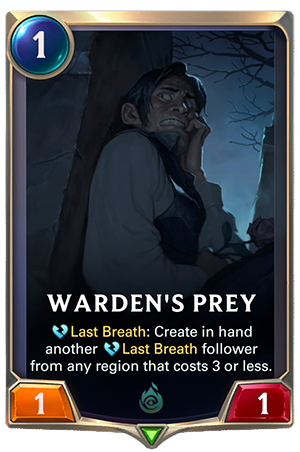 1
WARDEN'S PREY
Last Breath: Create in hand
another Last Breath follower
from any region that costs 3 or less.
1
1